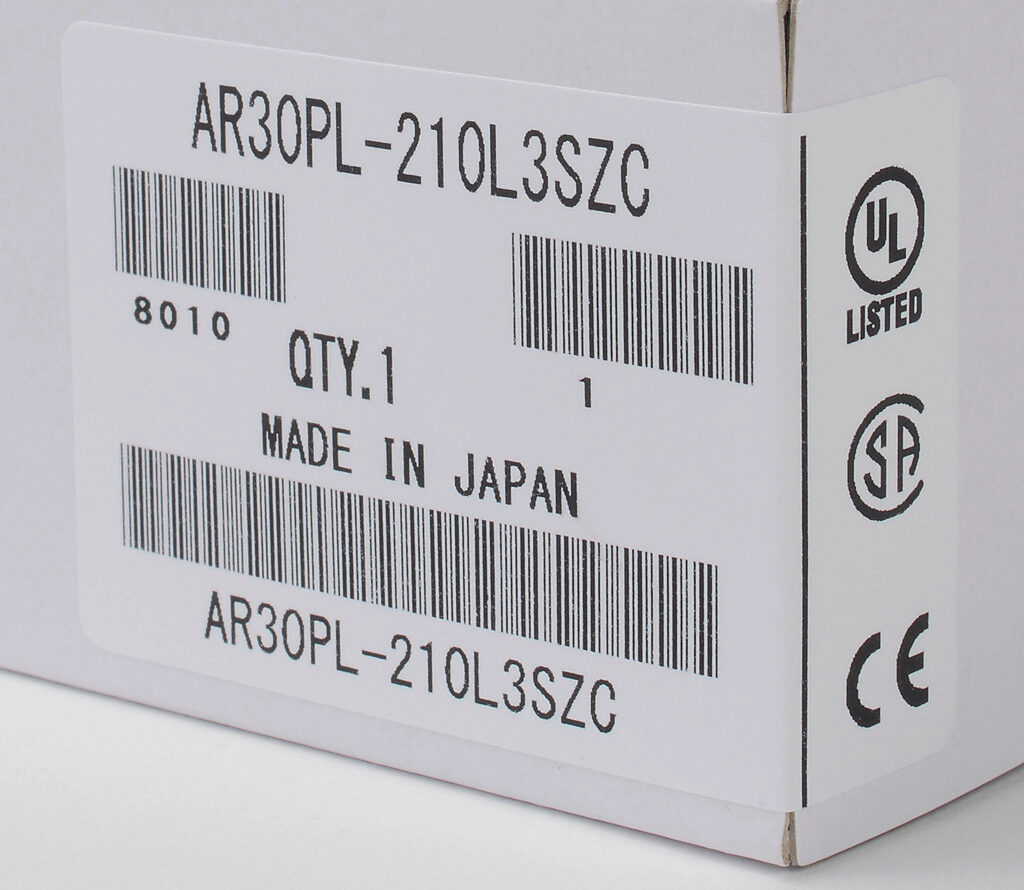 AR30PL-210L3SZC
8010
1
QTY.1
MADE IN JAPAN
AR30PL-210L3SZC
UL
LISTED
SA
CE